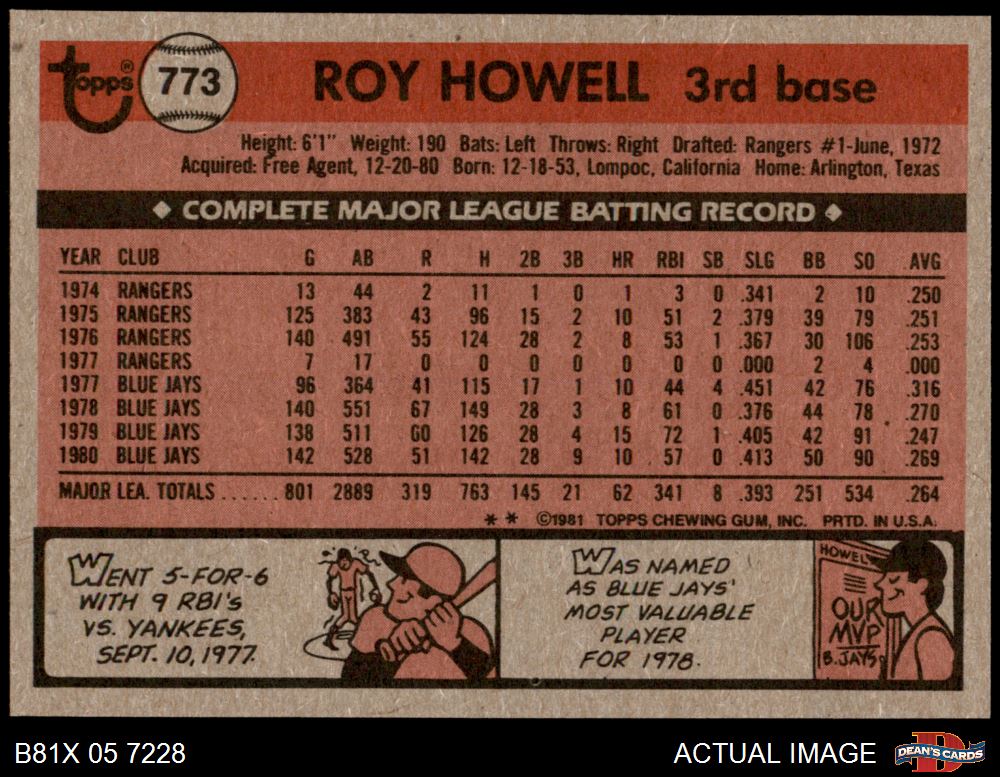 Topps®
773
ROY HOWELL 3rd base
Height: 6'1" Weight: 190 Bats: Left Throws: Right Drafted: Rangers #1-June, 1972
Acquired: Free Agent, 12-20-80 Born: 12-18-53, Lompoc, California Home: Arlington, Texas
◆ COMPLETE MAJOR LEAGUE BATTING RECORD ◆
YEAR CLUB G AB R H 2B 3B HR RBI SB SLG BB SO AVG
1974 RANGERS 13 44 2 11 1 0 1 3 0 .341 2 10 .250
1975 RANGERS 125 383 43 96 15 2 10 51 2 .379 39 79 .251
1976 RANGERS 140 491 55 124 28 2 8 53 1 .367 30 106 .253
1977 RANGERS 7 17 0 0 0 0 0 0 0 .000 2 4 .000
1977 BLUE JAYS 96 364 41 115 17 1 10 44 4 .451 42 76 .316
1978 BLUE JAYS 140 551 67 149 28 3 8 61 0 .376 44 78 .270
1979 BLUE JAYS 138 511 60 126 28 4 15 72 1 .405 42 91 .247
1980 BLUE JAYS 142 528 51 142 28 9 10 57 0 .413 50 90 .269
MAJOR LEA. TOTALS ...... 801 2889 319 763 145 21 62 341 8 .393 251 534 .264
* * ©1981 TOPPS CHEWING GUM, INC. PRTD. IN U.S.A.
WENT 5-FOR-6
WITH 9 RBI'S
VS. YANKEES,
SEPT. 10, 1977.
WAS NAMED
AS BLUE JAYS'
MOST VALUABLE
PLAYER
FOR 1978.
HOWELL
OUR
MVP
B. JAYS
B81X 05 7228
ACTUAL IMAGE
DEAN'S CARDS